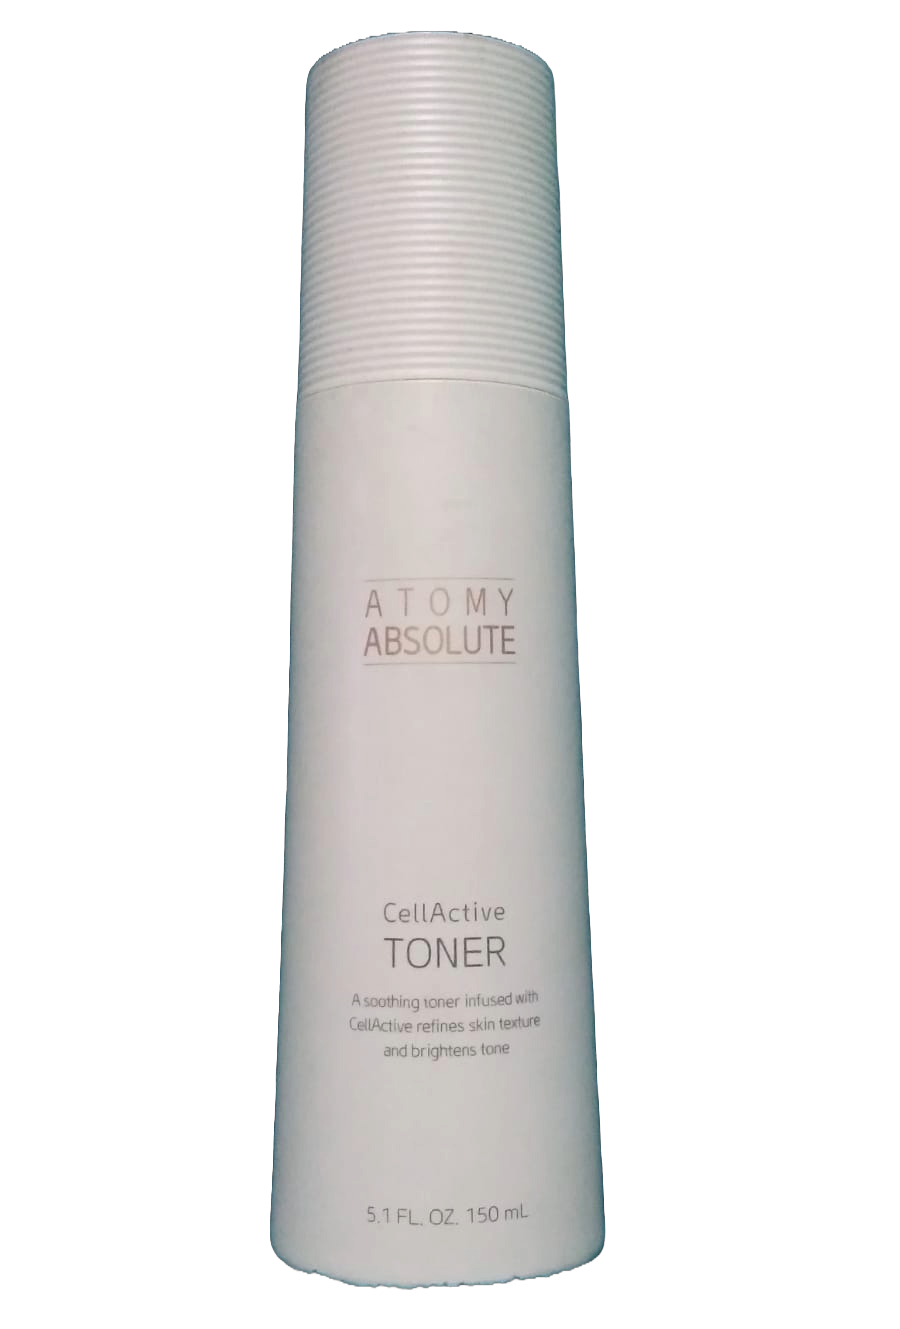 ATOMY
ABSOLUTE
CellActive
TONER
A soothing toner infused with
CellActive refines skin texture
and brightens tone
5.1 FL. OZ. 150 mL